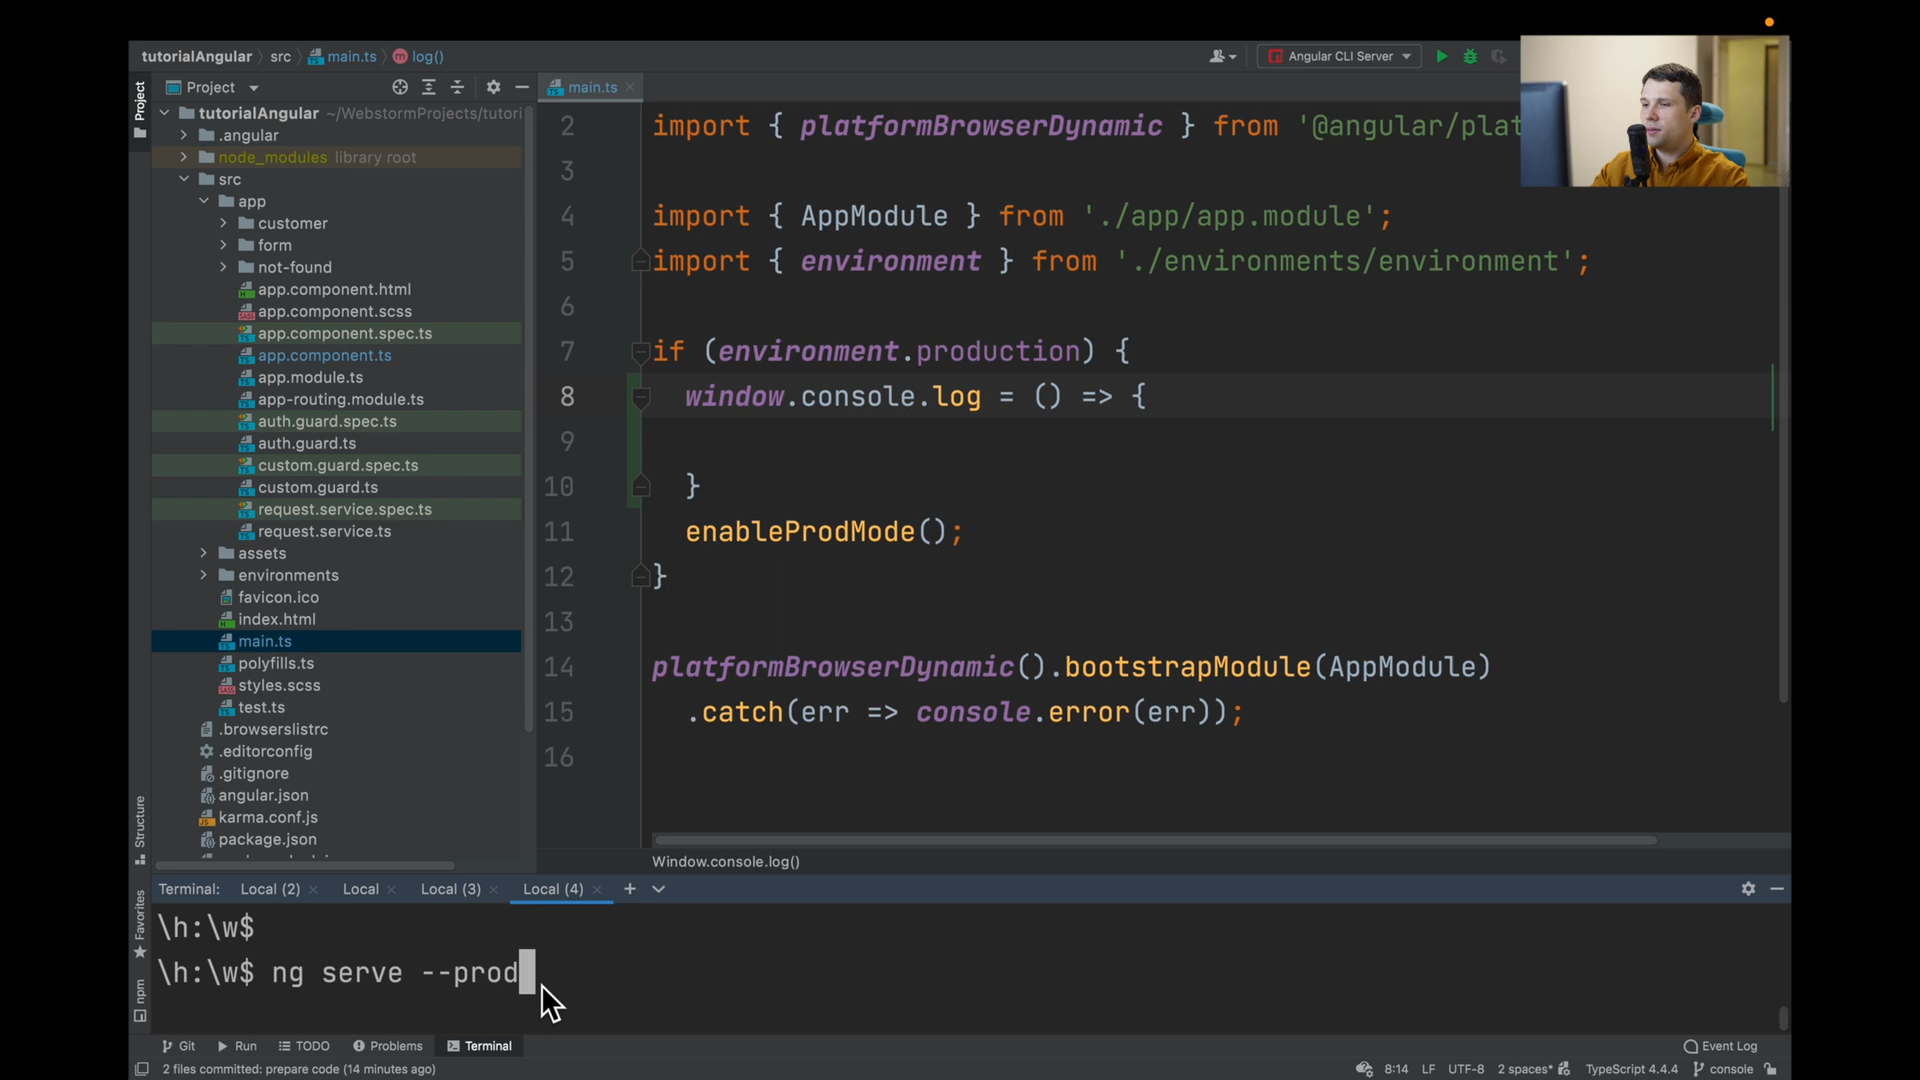 tutorialAngular src main.ts log()
Angular CLI Server
Project
main.ts
Project
tutorialAngular ~/WebstormProjects/tutori
.angular
node_modules library root
src
app
customer
form
not-found
app.component.html
app.component.scss
app.component.spec.ts
app.component.ts
app.module.ts
app-routing.module.ts
auth.guard.spec.ts
auth.guard.ts
custom.guard.spec.ts
custom.guard.ts
request.service.spec.ts
request.service.ts
assets
environments
favicon.ico
index.html
main.ts
polyfills.ts
styles.scss
test.ts
.browserslistrc
.editorconfig
.gitignore
angular.json
karma.conf.js
package.json
Structure
Favorites
npm
2 import { platformBrowserDynamic } from '@angular/plat
3
4 import { AppModule } from './app/app.module';
5 import { environment } from './environments/environment';
6
7 if (environment.production) {
8 window.console.log = () => {
9
10 }
11 enableProdMode();
12 }
13
14 platformBrowserDynamic().bootstrapModule(AppModule)
15 .catch(err => console.error(err));
16
Window.console.log()
Terminal: Local (2) Local Local (3) Local (4)
\h:\w$
\h:\w$ ng serve --prod
Git Run TODO Problems Terminal Event Log
2 files committed: prepare code (14 minutes ago) 8:14 LF UTF-8 2 spaces* TypeScript 4.4.4 console